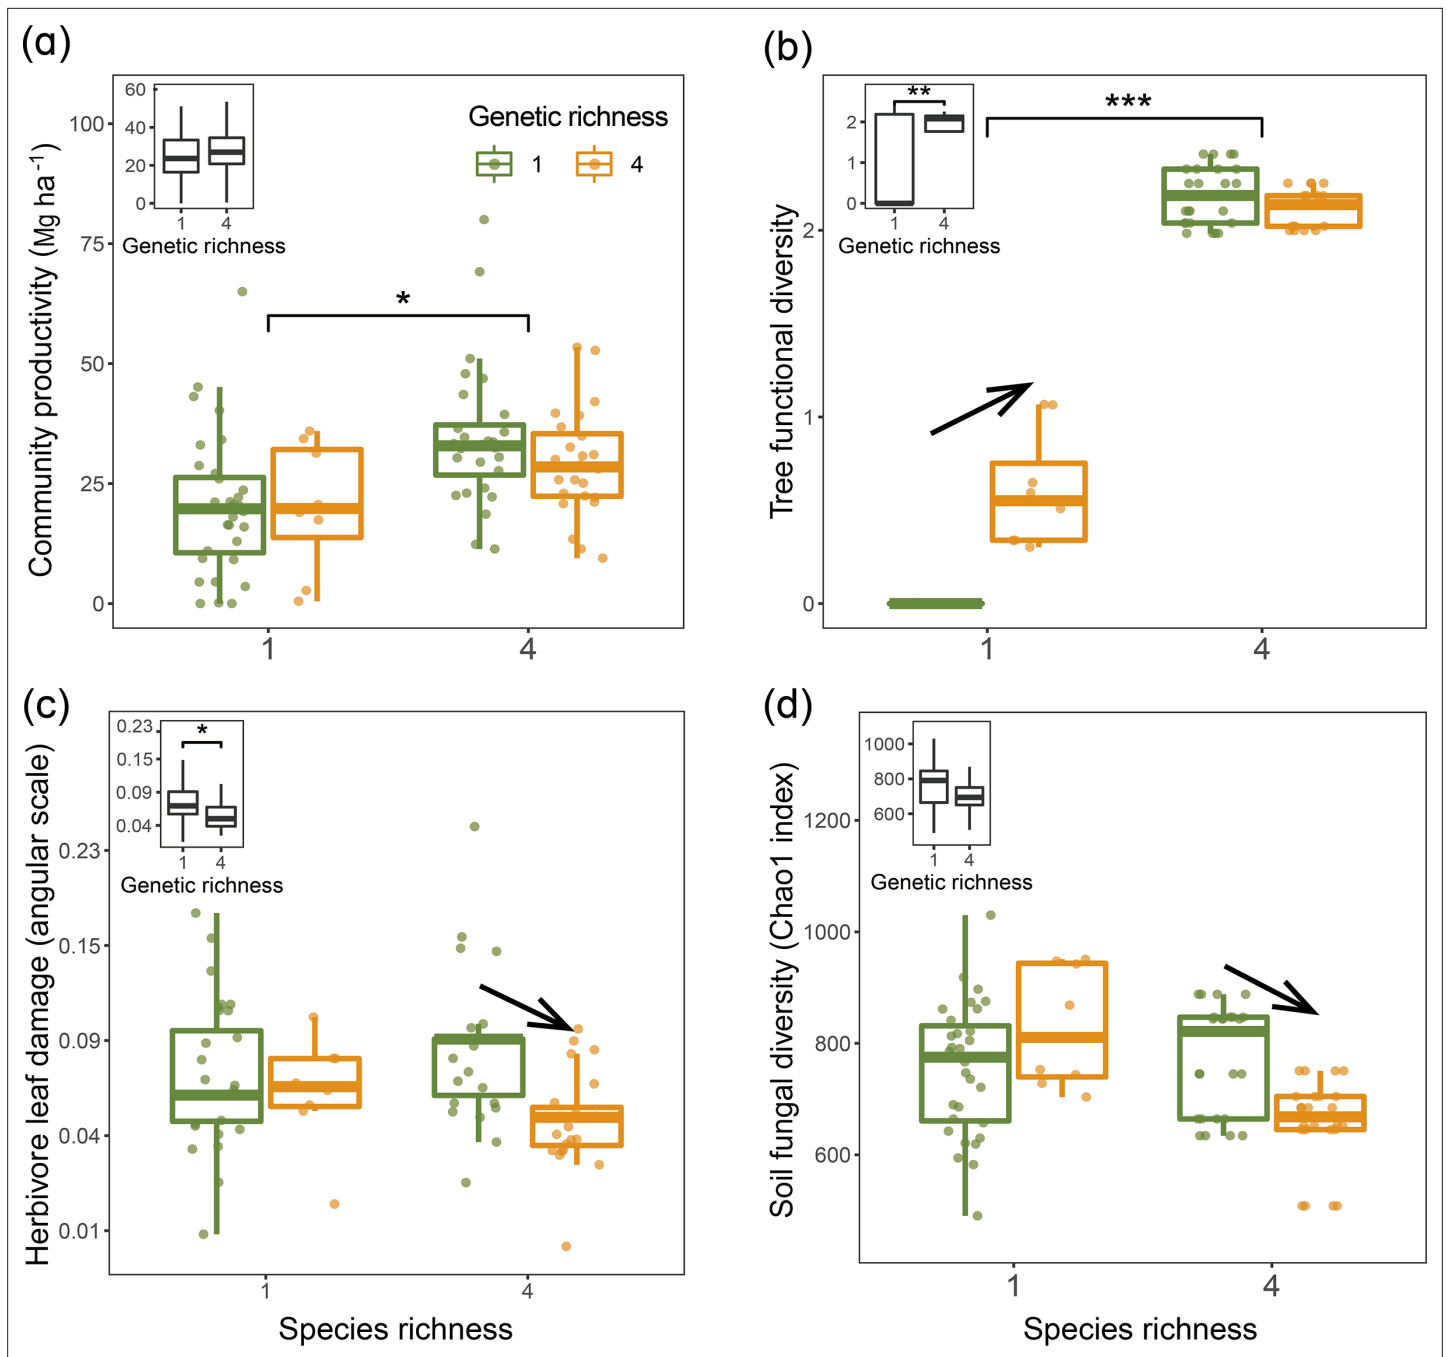 (a)
Community productivity (Mg ha⁻¹)
100
75
50
25
0
60
40
20
0
1 4
Genetic richness
Genetic richness
1 4
*
1 4
(b)
Tree functional diversity
2
1
0
2
1
0
**
1 4
Genetic richness
***
1 4
(c)
Herbivore leaf damage (angular scale)
0.23
0.15
0.09
0.04
0.01
0.23
0.15
0.09
0.04
*
1 4
Genetic richness
1 4
Species richness
(d)
Soil fungal diversity (Chao1 index)
1200
1000
800
600
1000
800
600
1 4
Genetic richness
1 4
Species richness